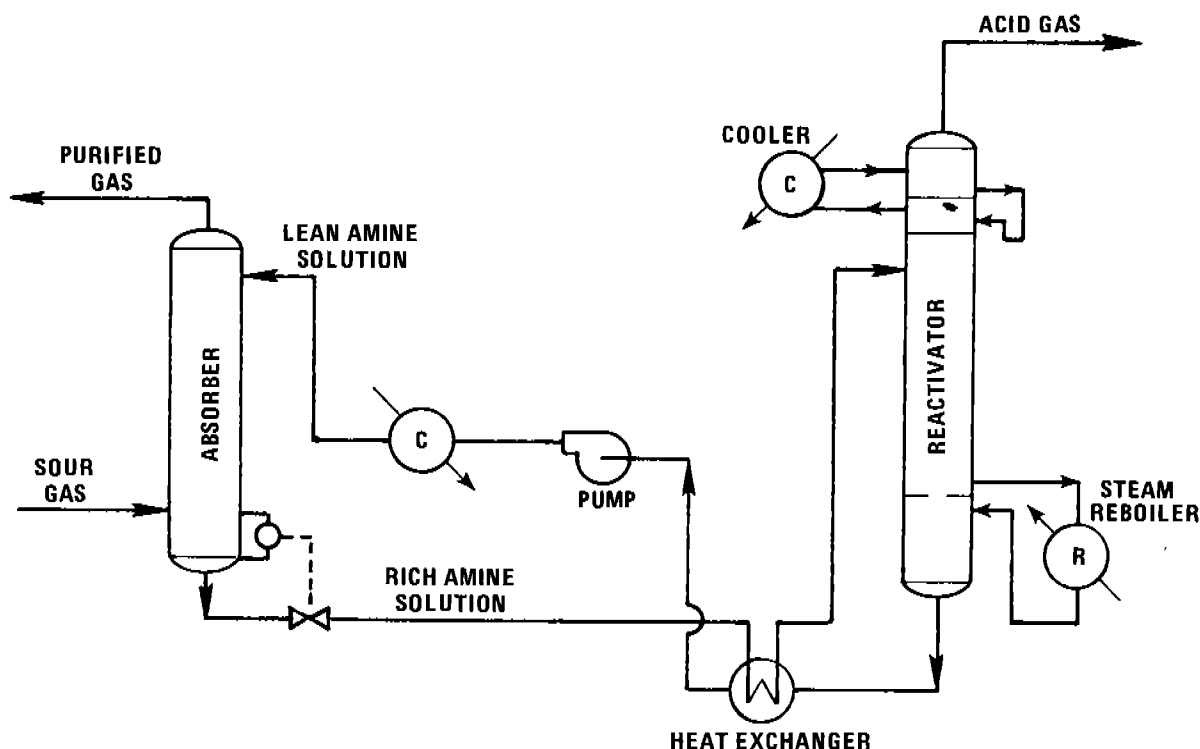 ACID GAS
COOLER
C
PURIFIED
GAS
LEAN AMINE
SOLUTION
ABSORBER
REACTIVATOR
C
PUMP
SOUR
GAS
STEAM
REBOILER
R
RICH AMINE
SOLUTION
HEAT EXCHANGER